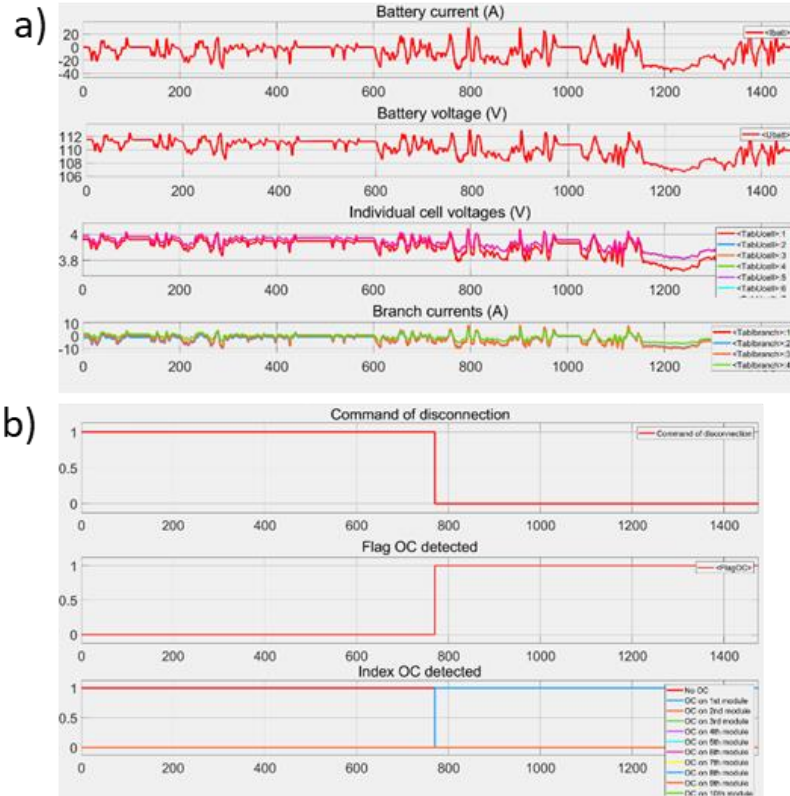 a)
Battery current (A)
20
0
-20
-40
<Ibatt>
0 200 400 600 800 1000 1200 1400
Battery voltage (V)
112
110
108
106
<Ubatt>
0 200 400 600 800 1000 1200 1400
Individual cell voltages (V)
4
3.8
<TabUcell>:1
<TabUcell>:2
<TabUcell>:3
<TabUcell>:4
<TabUcell>:5
<TabUcell>:6
0 200 400 600 800 1000 1200
Branch currents (A)
10
0
-10
<TabIbranch>:1
<TabIbranch>:2
<TabIbranch>:3
<TabIbranch>:4
0 200 400 600 800 1000 1200
b)
Command of disconnection
1
0.5
0
Command of disconnection
0 200 400 600 800 1000 1200 1400
Flag OC detected
1
0.5
0
<FlagOC>
0 200 400 600 800 1000 1200 1400
Index OC detected
1
0.5
0
No OC
OC on 1st module
OC on 2nd module
OC on 3rd module
OC on 4th module
OC on 5th module
OC on 6th module
OC on 7th module
OC on 8th module
OC on 9th module
OC on 10th module
0 200 400 600 800 1000 1200